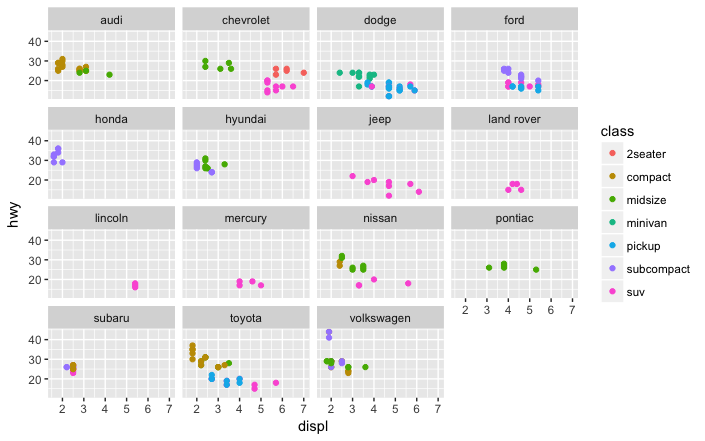 audi chevrolet dodge ford
40
30
20
honda hyundai jeep land rover
40
30
20
lincoln mercury nissan pontiac
40
30
20
2 3 4 5 6 7
subaru toyota volkswagen
40
30
20
2 3 4 5 6 7 2 3 4 5 6 7 2 3 4 5 6 7
displ
hwy
class
2seater
compact
midsize
minivan
pickup
subcompact
suv